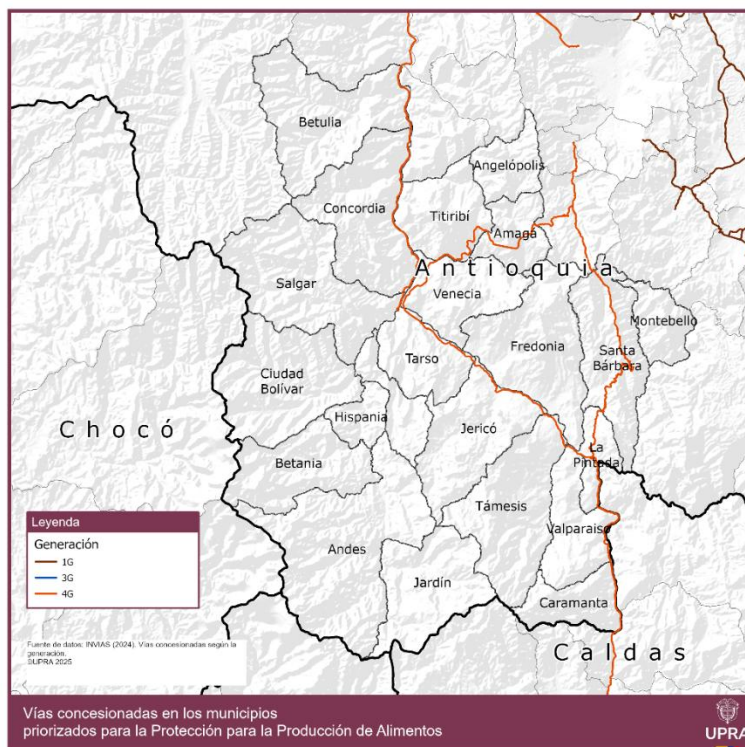 Betulia
Angelópolis
Concordia
Titiribí
Amagá
Antioquia
Salgar
Venecia
Montebello
Fredonia
Santa
Bárbara
Tarso
Ciudad
Bolívar
Chocó
Hispania
Jericó
Betania
La
Pintada
Támesis
Valparaiso
Andes
Jardín
Caramanta
Caldas
Leyenda
Generación
1G
3G
4G
Fuente de datos: INVIAS (2024). Vías concesionadas según la
generación.
©UPRA 2025
Vías concesionadas en los municipios
priorizados para la Protección para la Producción de Alimentos
UPRA